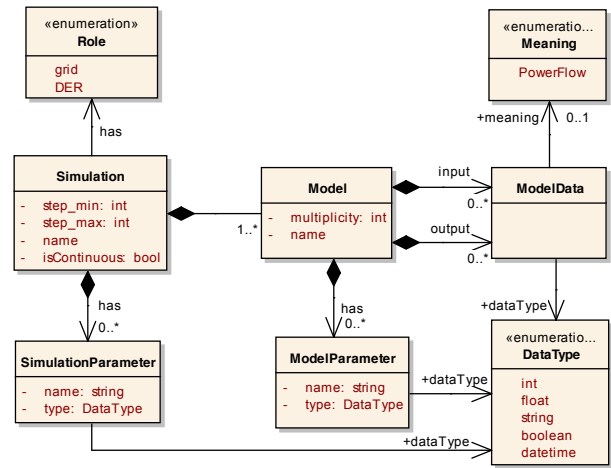 «enumeration»
Role
grid
DER
«enumeratio...
Meaning
PowerFlow
has
+meaning
0..1
Simulation
- step_min: int
- step_max: int
- name
- isContinuous: bool
1..*
Model
- multiplicity: int
- name
input
0..*
output
0..*
ModelData
has
0..*
has
0..*
+dataType
SimulationParameter
- name: string
- type: DataType
ModelParameter
- name: string
- type: DataType
+dataType
+dataType
«enumeratio...
DataType
int
float
string
boolean
datetime